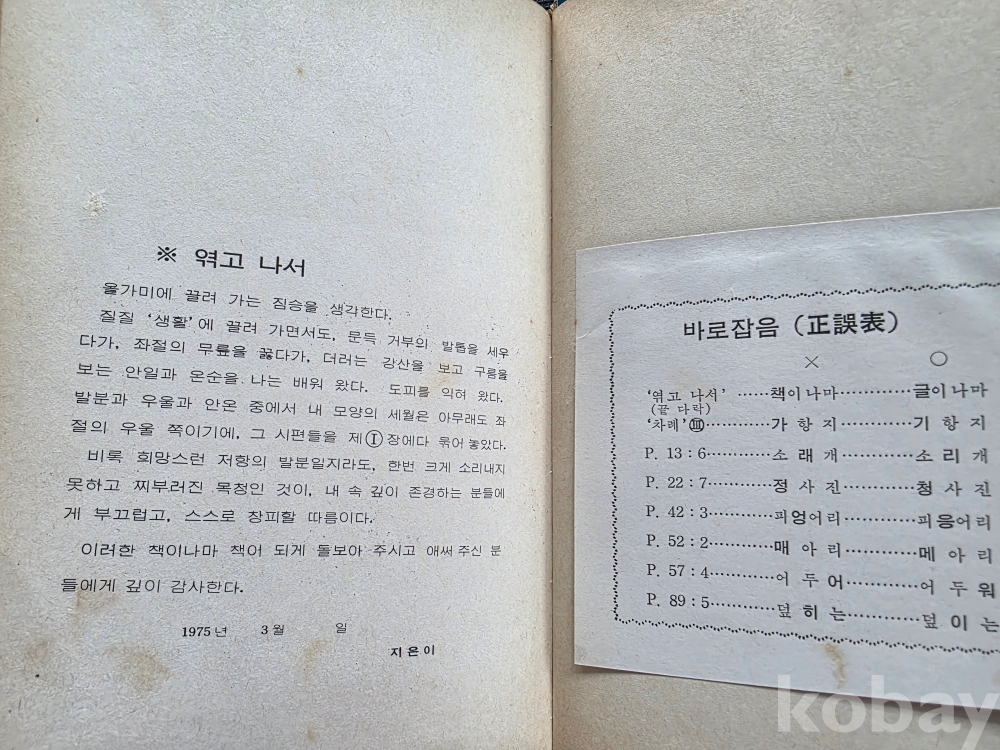 ※ 엮고 나서
올가미에 끌려 가는 짐승을 생각한다.
질질 ‘생활’에 끌려 가면서도, 문득 거부의 발톱을 세우
다가, 좌절의 무릎을 꿇다가, 더러는 강산을 보고 구름을
보는 안일과 온순을 나는 배워 왔다. 도피를 익혀 왔다.
발분과 우울과 안온 중에서 내 모양의 세월은 아무래도 좌
절의 우울 쪽이기에, 그 시편들을 제Ⓘ장에다 묶어 놓았다.
비록 희망스런 저항의 발분일지라도, 한번 크게 소리내지
못하고 찌부러진 목청인 것이, 내 속 깊이 존경하는 분들에
게 부끄럽고, 스스로 창피할 따름이다.
이러한 책이나마 책어 되게 돌보아 주시고 애써 주신 분
들에게 깊이 감사한다.
1975년 3월 일
지은이
바로잡음 (正誤表)
× ○
‘엮고 나서’ ······책이나마·········글이나마
(끝 다락)
‘차례’ Ⅲ·········가 항 지·········기 항 지
P. 13 : 6···········소 래 개·········소 리 개
P. 22 : 7···········정 사 진·········청 사 진
P. 42 : 3···········피엉어리·········피응어리
P. 52 : 2···········매 아 리·········메 아 리
P. 57 : 4···········어 두 어·········어 두 워
P. 89 : 5···········덮 히 는·········덮 이 는
kobay